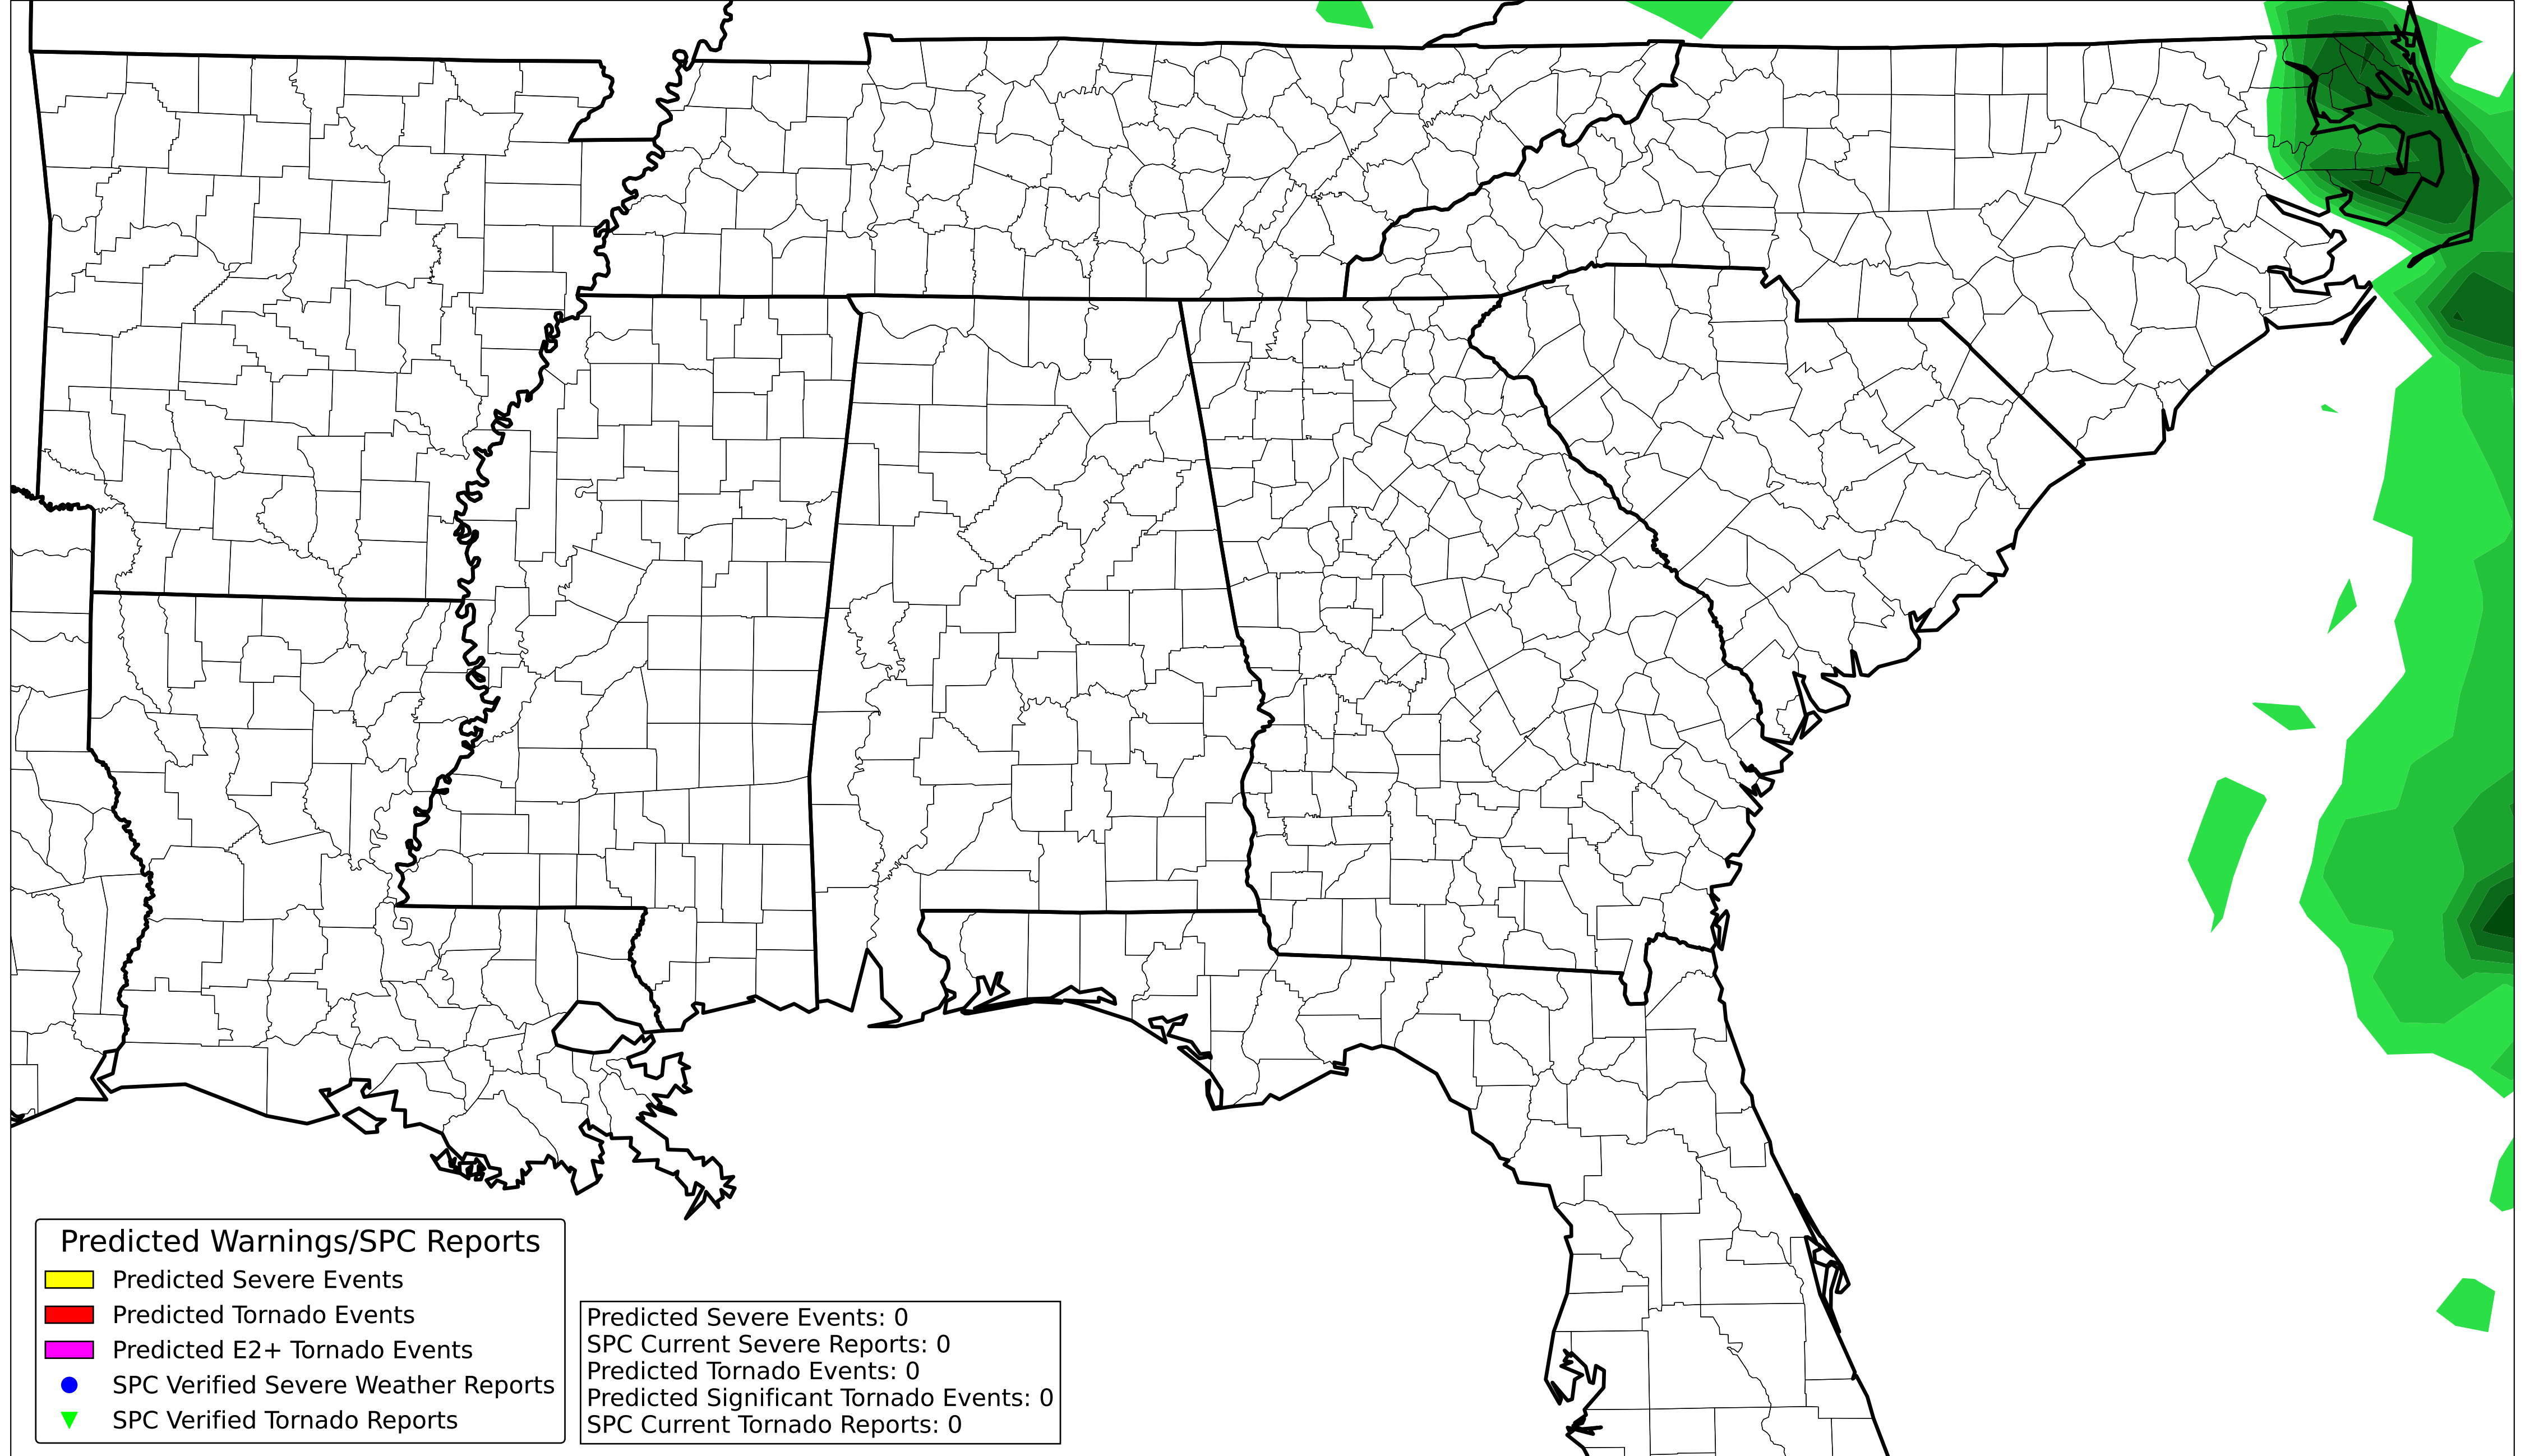 Predicted Warnings/SPC Reports
Predicted Severe Events
Predicted Tornado Events
Predicted E2+ Tornado Events
SPC Verified Severe Weather Reports
SPC Verified Tornado Reports
Predicted Severe Events: 0
SPC Current Severe Reports: 0
Predicted Tornado Events: 0
Predicted Significant Tornado Events: 0
SPC Current Tornado Reports: 0